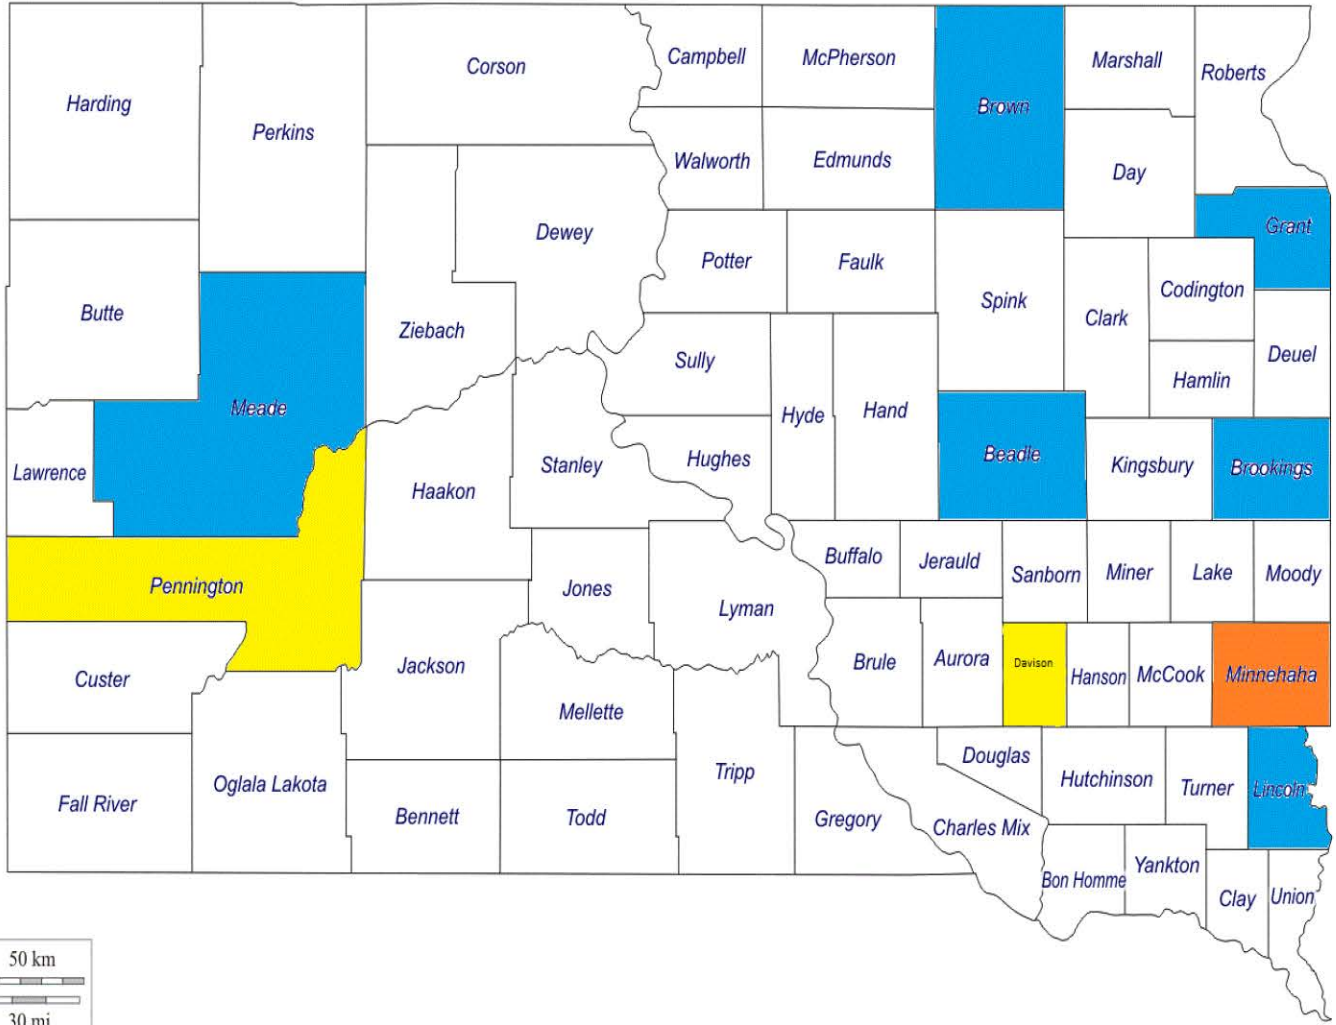 Harding
Perkins
Corson
Campbell
McPherson
Brown
Marshall
Roberts
Walworth
Edmunds
Day
Dewey
Grant
Butte
Potter
Faulk
Spink
Codington
Clark
Ziebach
Sully
Deuel
Hamlin
Meade
Hyde
Hand
Lawrence
Haakon
Stanley
Hughes
Beadle
Kingsbury
Brookings
Buffalo
Jerauld
Sanborn
Miner
Lake
Moody
Pennington
Jones
Lyman
Custer
Jackson
Brule
Aurora
Davison
Hanson
McCook
Minnehaha
Mellette
Fall River
Oglala Lakota
Bennett
Todd
Tripp
Gregory
Douglas
Hutchinson
Turner
Lincoln
Charles Mix
Bon Homme
Yankton
Clay
Union
50 km
30 mi